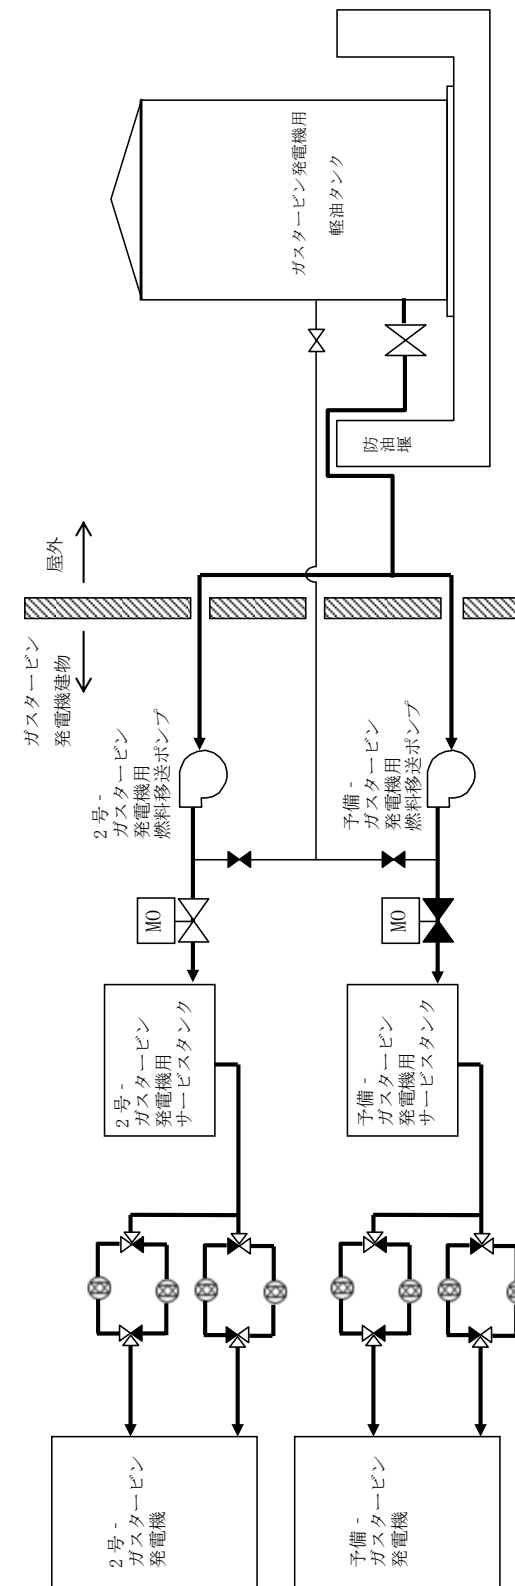 ガスタービン発電機用
軽油タンク
防
油
堰
屋外
ガスタービン
発電機建物
2号-
ガスタービン
発電機用
燃料移送ポンプ
予備-
ガスタービン
発電機用
燃料移送ポンプ
MO
MO
2号-
ガスタービン
発電機用
サービスタンク
予備-
ガスタービン
発電機用
サービスタンク
2号-
ガスタービン
発電機
予備-
ガスタービン
発電機